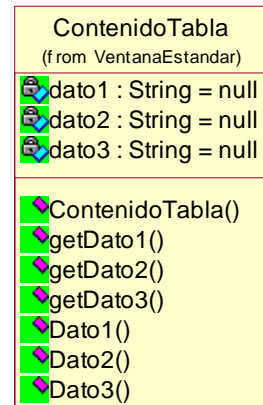 ContenidoTabla
(from VentanaEstandar)
dato1 : String = null
dato2 : String = null
dato3 : String = null
ContenidoTabla()
getDato1()
getDato2()
getDato3()
Dato1()
Dato2()
Dato3()